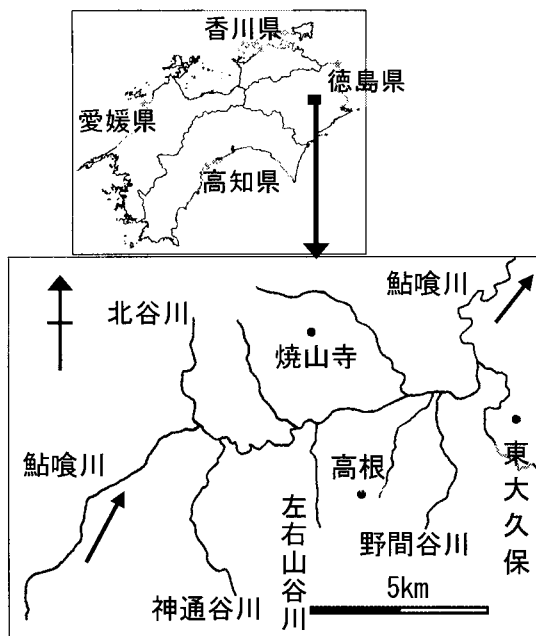 香川県
徳島県
愛媛県
高知県
鮎喰川
北谷川
焼山寺
鮎喰川
高根
東大久保
左右山谷川
野間谷川
神通谷川
5km